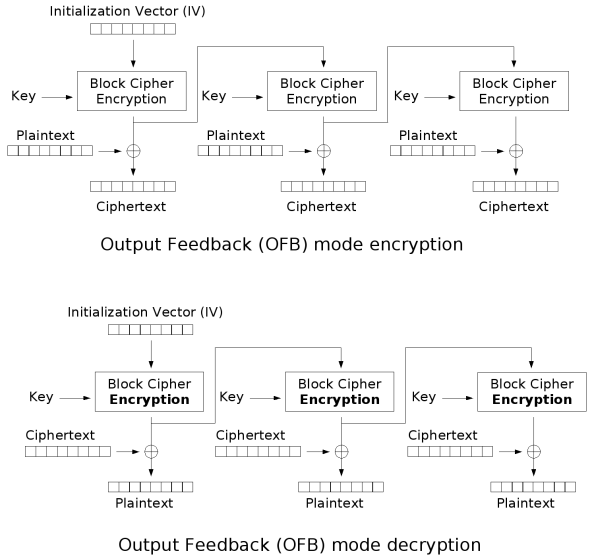 Initialization Vector (IV)
Key
Block Cipher
Encryption
Key
Block Cipher
Encryption
Key
Block Cipher
Encryption
Plaintext
Plaintext
Plaintext
Ciphertext
Ciphertext
Ciphertext
Output Feedback (OFB) mode encryption
Initialization Vector (IV)
Key
Block Cipher
Encryption
Key
Block Cipher
Encryption
Key
Block Cipher
Encryption
Ciphertext
Ciphertext
Ciphertext
Plaintext
Plaintext
Plaintext
Output Feedback (OFB) mode decryption